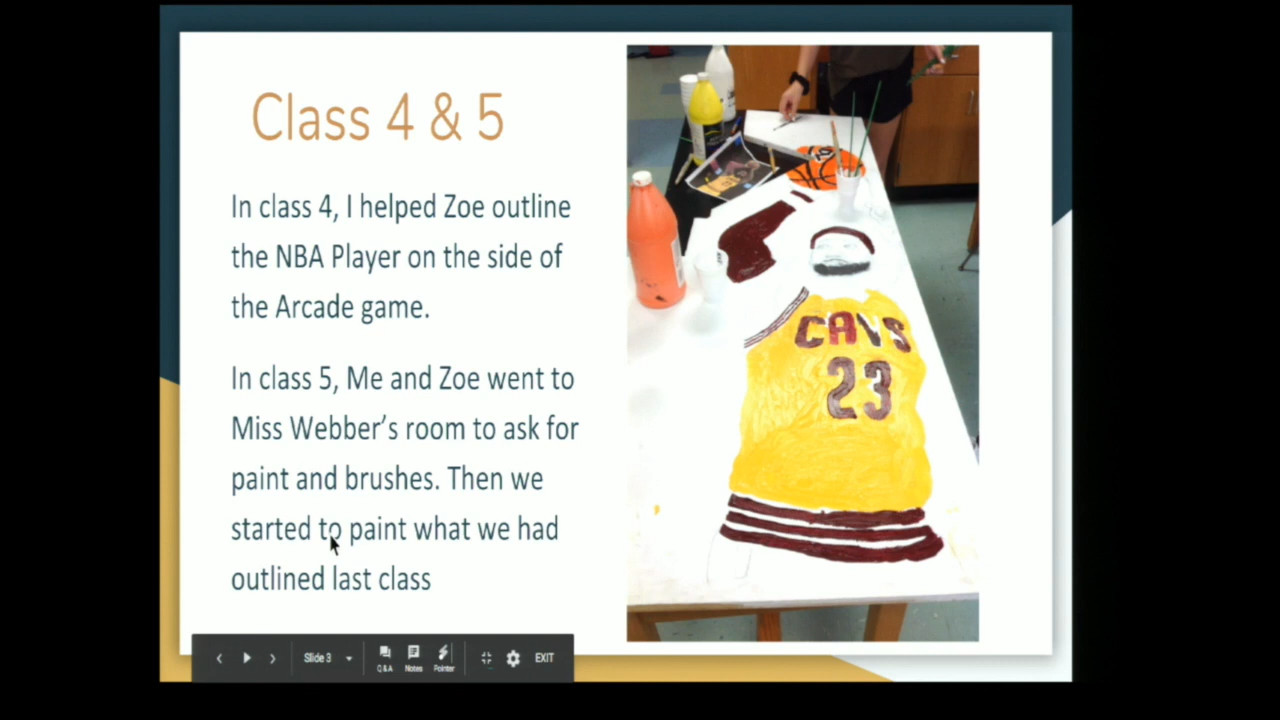 Class 4 & 5
In class 4, I helped Zoe outline
the NBA Player on the side of
the Arcade game.
In class 5, Me and Zoe went to
Miss Webber’s room to ask for
paint and brushes. Then we
started to paint what we had
outlined last class
CAVS
23
Slide 3
Q&A
Notes
Pointer
EXIT